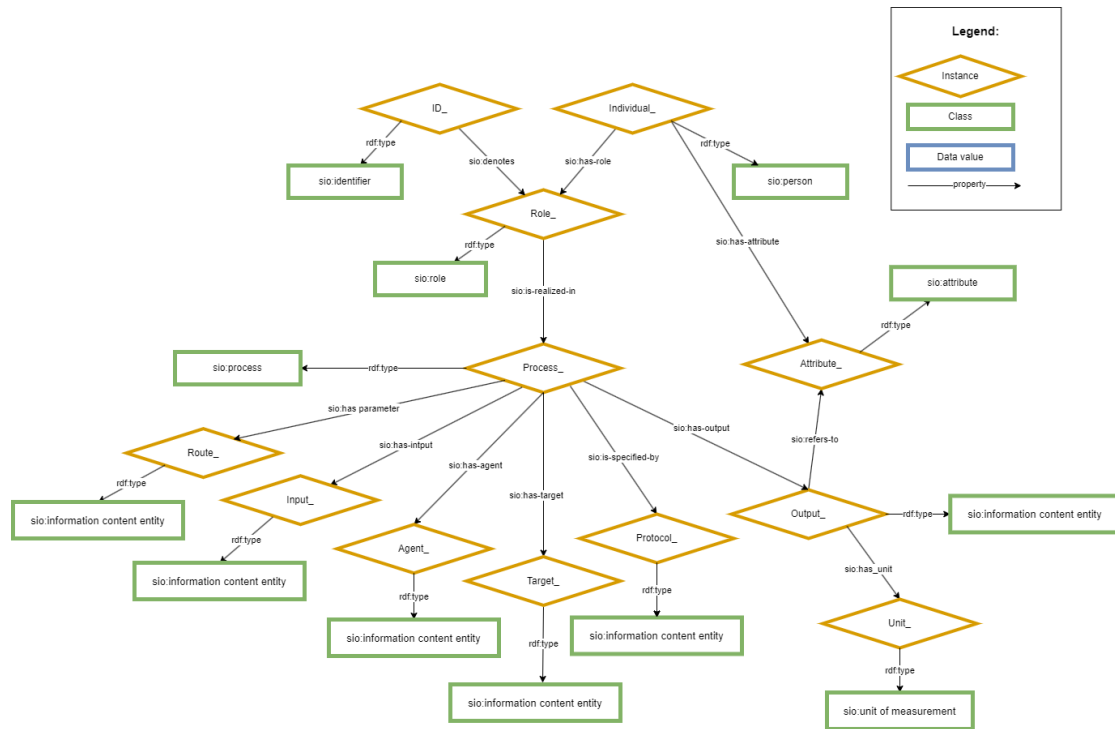 Legend:
Instance
Class
Data value
property
ID_
Individual_
rdf:type
sio:denotes
sio:has-role
rdf:type
sio:identifier
sio:person
Role_
rdf:type
sio:has-attribute
sio:role
sio:is-realized-in
sio:attribute
rdf:type
sio:process
rdf:type
Process_
Attribute_
sio:has parameter
sio:has-intput
sio:has-agent
sio:has-target
sio:is-specified-by
sio:has-output
sio:refers-to
Route_
rdf:type
Input_
sio:information content entity
rdf:type
sio:information content entity
Agent_
rdf:type
sio:information content entity
Target_
rdf:type
sio:information content entity
Protocol_
rdf:type
sio:information content entity
Output_
rdf:type
sio:information content entity
sio:has_unit
Unit_
rdf:type
sio:unit of measurement